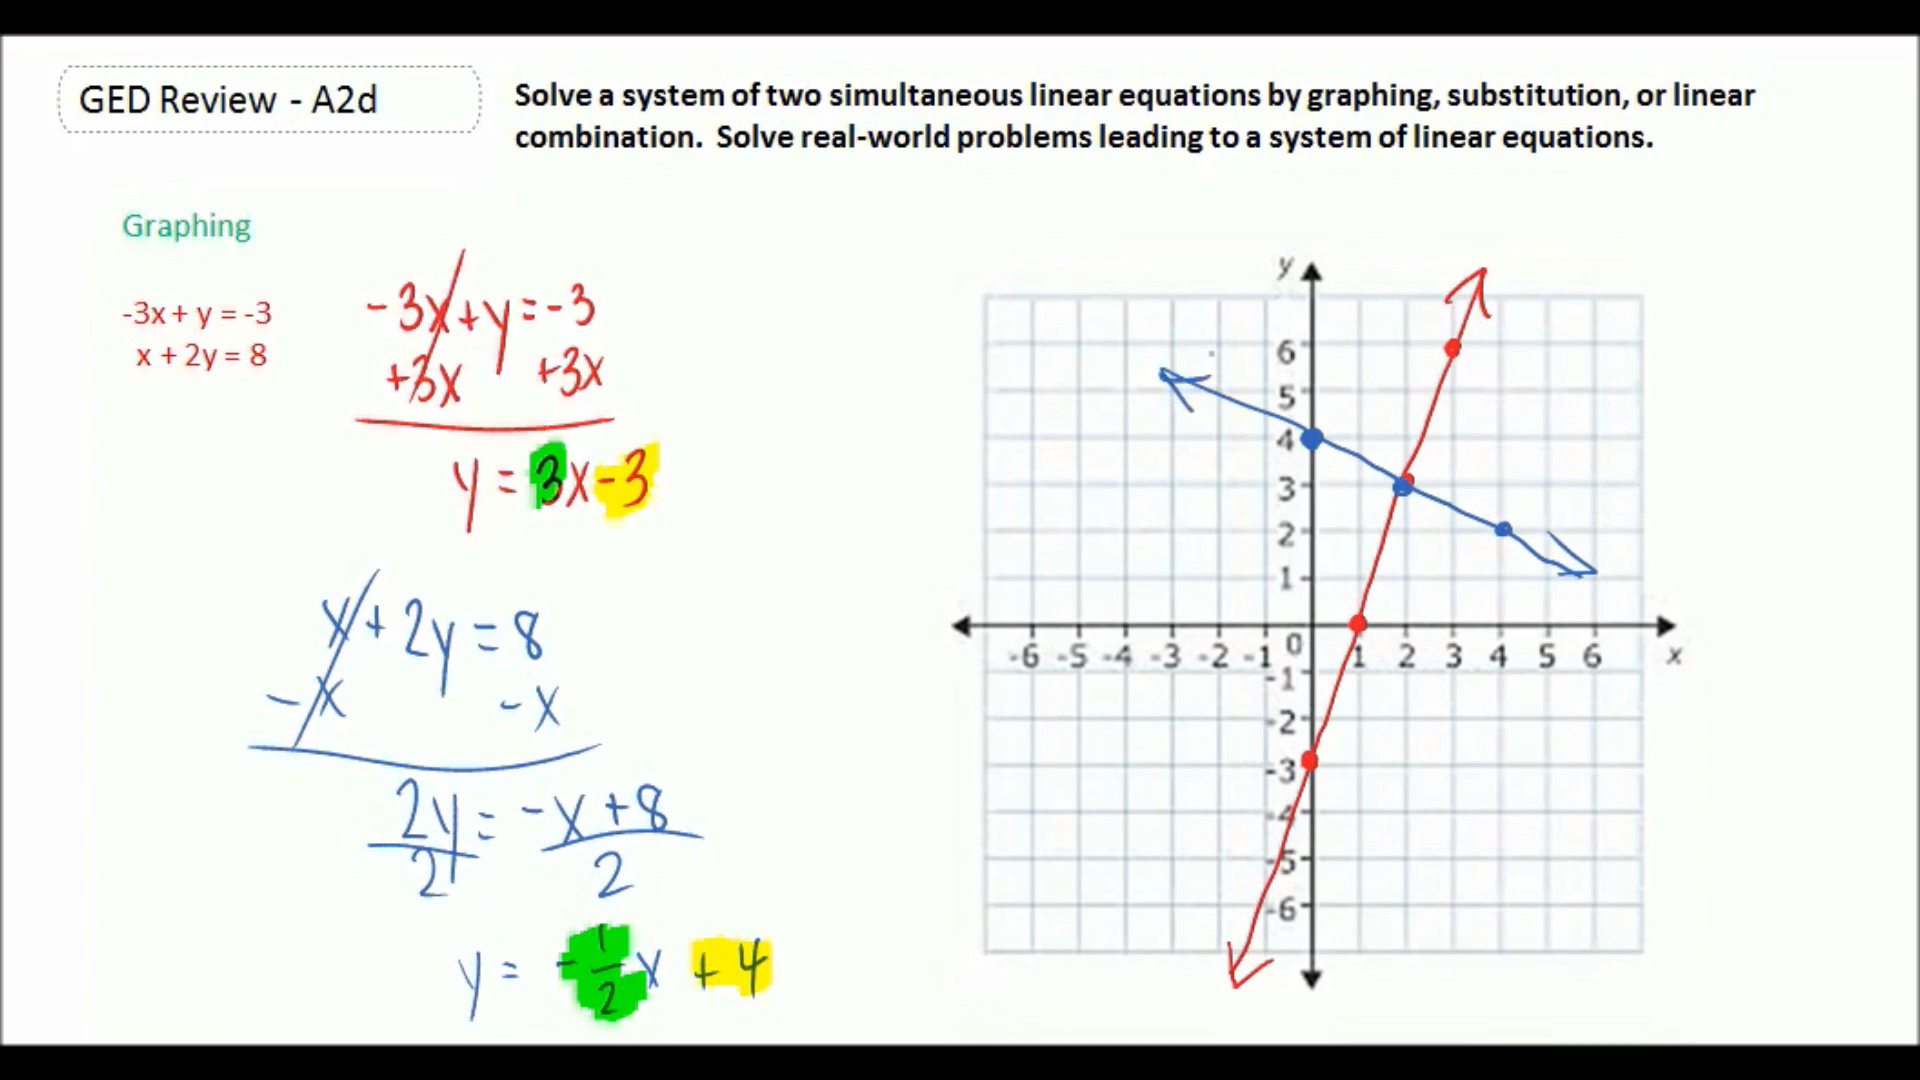 GED Review - A2d
Solve a system of two simultaneous linear equations by graphing, substitution, or linear
combination. Solve real-world problems leading to a system of linear equations.
Graphing
-3x + y = -3
x + 2y = 8
-3x + y = -3
+3x +3x
y = 3x - 3
x + 2y = 8
- x - x
2y = -x + 8
2 2
y = -1/2 x + 4
y
6
5
4
3
2
1
-6 -5 -4 -3 -2 -1 0 1 2 3 4 5 6 x
-1
-2
-3
-4
-5
-6